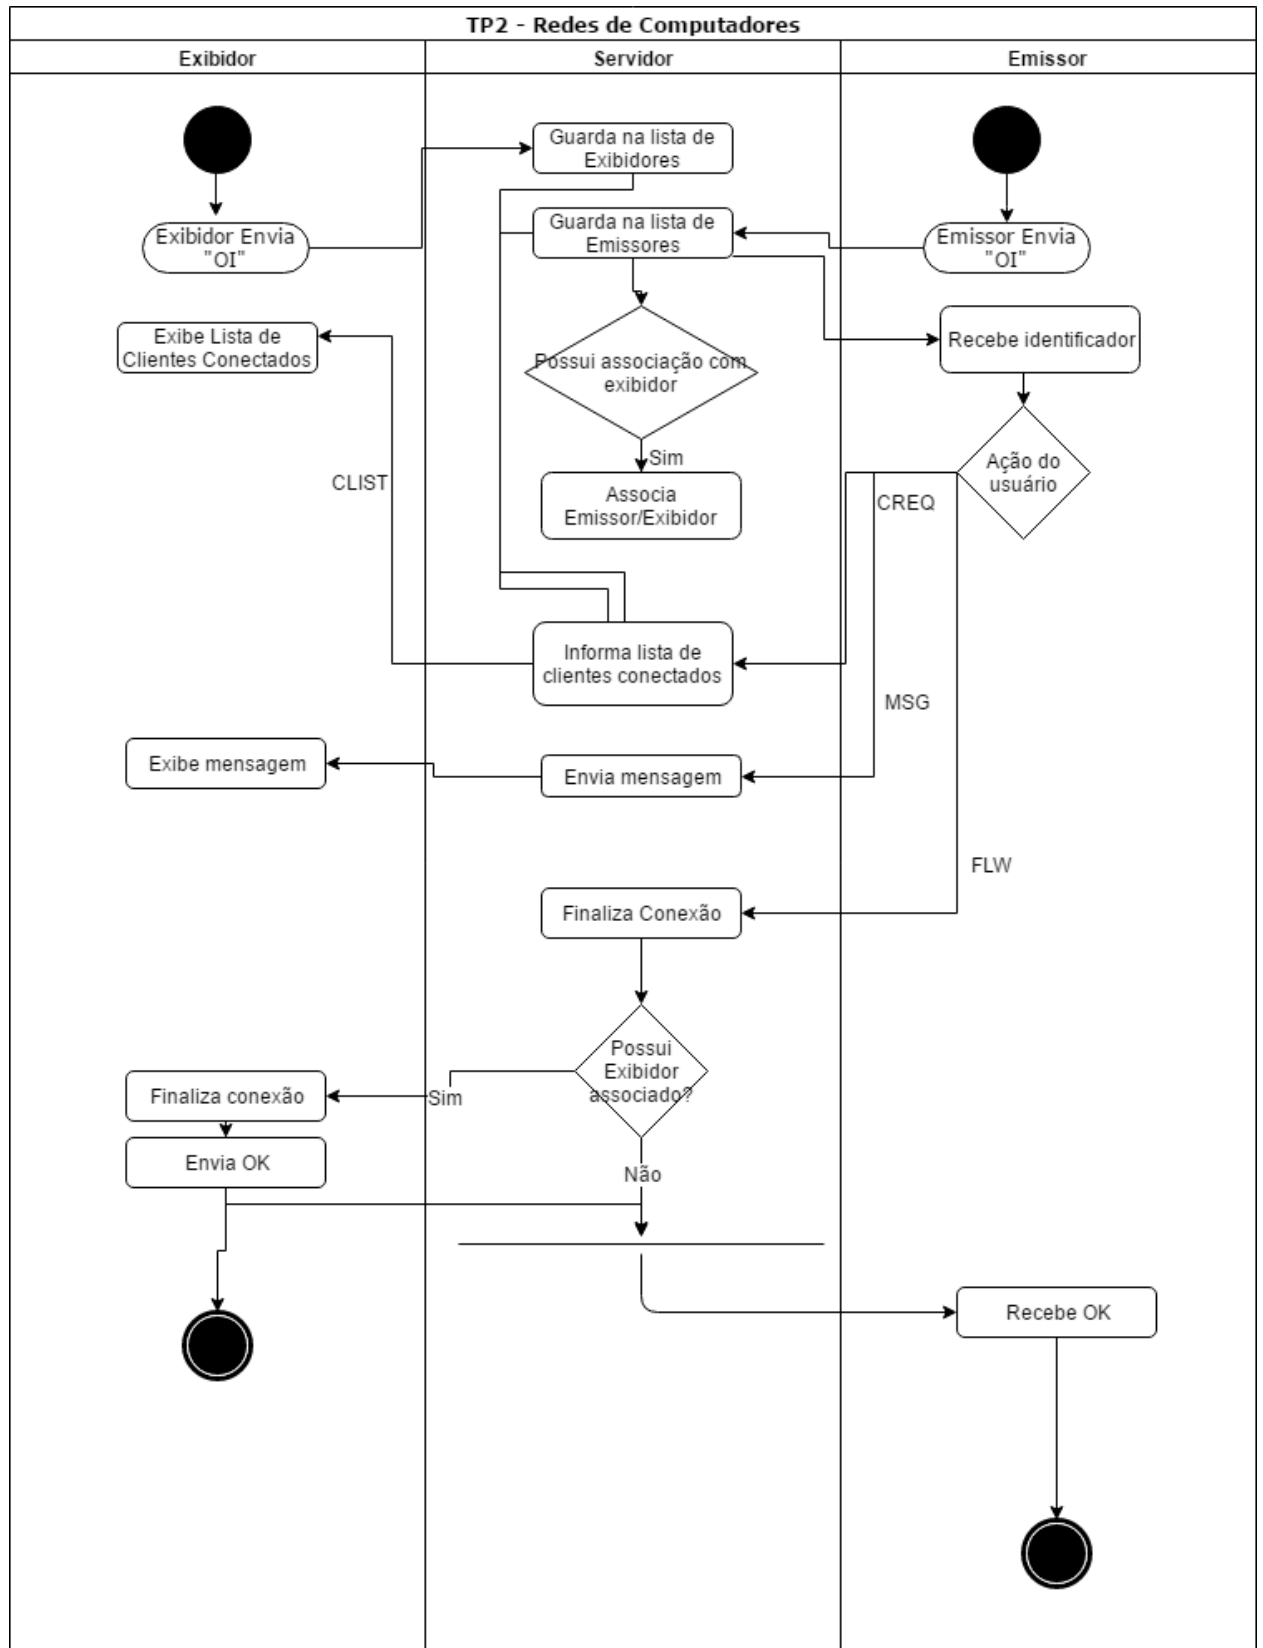 TP2 - Redes de Computadores
Exibidor
Servidor
Emissor
Guarda na lista de
Exibidores
Exibidor Envia
"OI"
Guarda na lista de
Emissores
Emissor Envia
"OI"
Exibe Lista de
Clientes Conectados
Possui associação com
exibidor
Recebe identificador
Sim
Ação do
usuário
CLIST
Associa
Emissor/Exibidor
CREQ
Informa lista de
clientes conectados
MSG
Exibe mensagem
Envia mensagem
FLW
Finaliza Conexão
Possui
Exibidor
associado?
Finaliza conexão
Sim
Envia OK
Não
Recebe OK